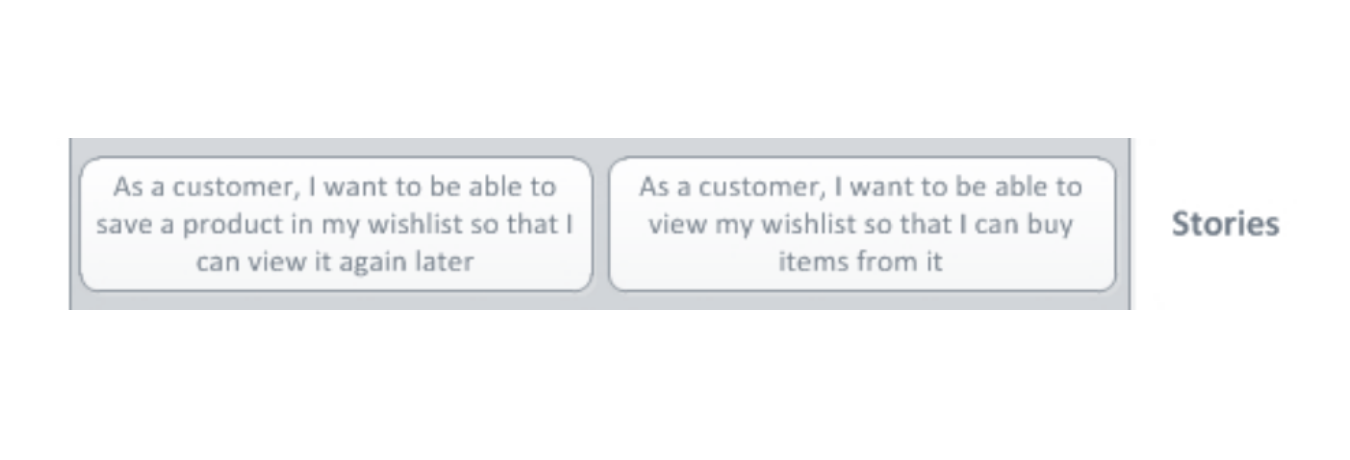 As a customer, I want to be able to
save a product in my wishlist so that I
can view it again later
As a customer, I want to be able to
view my wishlist so that I can buy
items from it
Stories